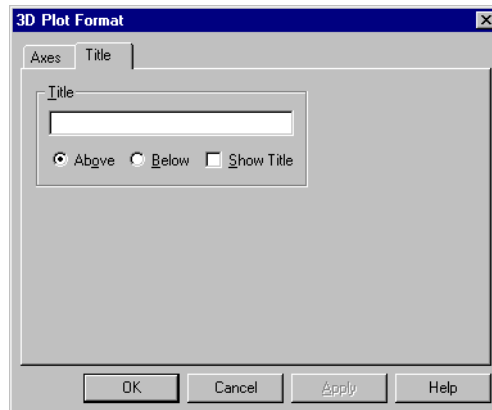 3D Plot Format
Axes Title
Title
Above Below Show Title
OK Cancel Apply Help